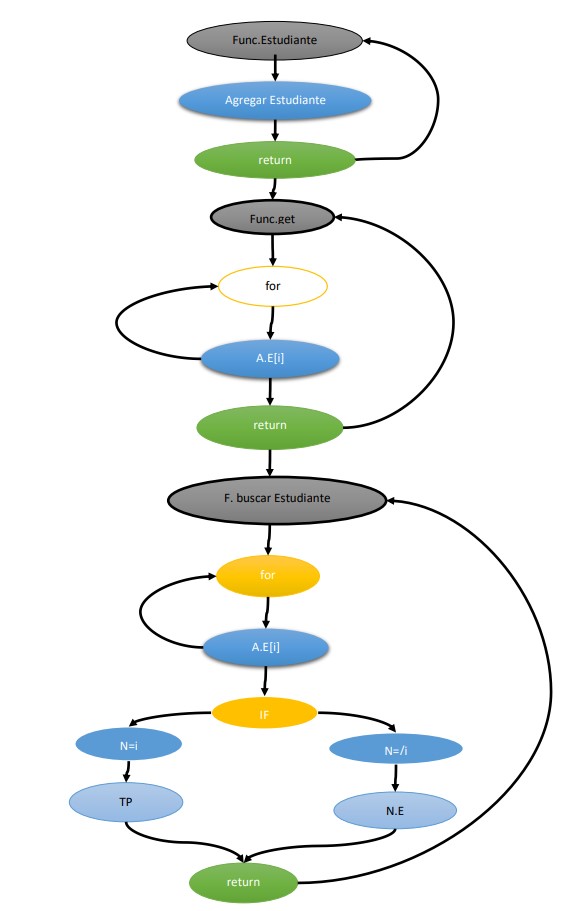 Func.Estudiante
Agregar Estudiante
return
Func.get
for
A.E[i]
return
F. buscar Estudiante
for
A.E[i]
IF
N=i
N=/i
TP
N.E
return